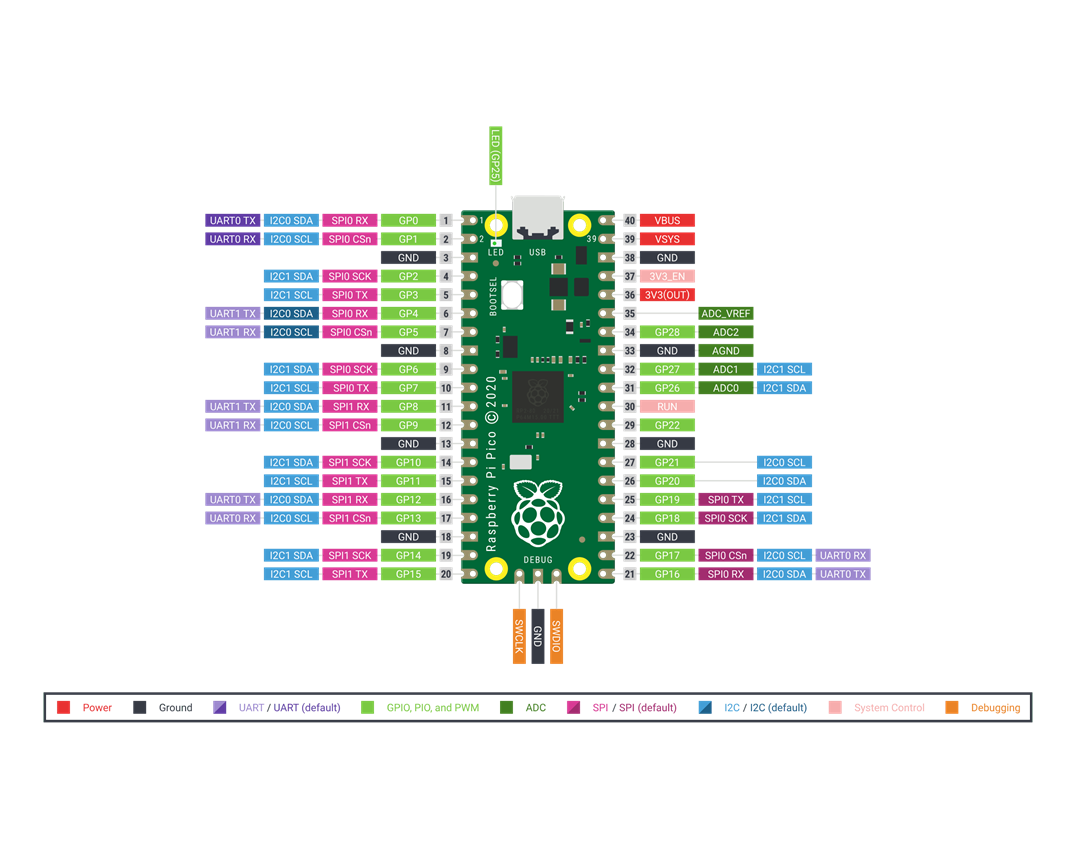 LED (GP25)
UART0 TX I2C0 SDA SPI0 RX GP0 1 1 40 VBUS
UART0 RX I2C0 SCL SPI0 CSn GP1 2 2 39 39 VSYS
GND 3 LED USB 38 GND
I2C1 SDA SPI0 SCK GP2 4 37 3V3_EN
I2C1 SCL SPI0 TX GP3 5 BOOTSEL 36 3V3(OUT)
UART1 TX I2C0 SDA SPI0 RX GP4 6 35 ADC_VREF
UART1 RX I2C0 SCL SPI0 CSn GP5 7 34 GP28 ADC2
GND 8 33 GND AGND
I2C1 SDA SPI0 SCK GP6 9 32 GP27 ADC1 I2C1 SCL
I2C1 SCL SPI0 TX GP7 10 31 GP26 ADC0 I2C1 SDA
UART1 TX I2C0 SDA SPI1 RX GP8 11 30 RUN
UART1 RX I2C0 SCL SPI1 CSn GP9 12 29 GP22
GND 13 28 GND
I2C1 SDA SPI1 SCK GP10 14 27 GP21 I2C0 SCL
I2C1 SCL SPI1 TX GP11 15 26 GP20 I2C0 SDA
UART0 TX I2C0 SDA SPI1 RX GP12 16 25 GP19 SPI0 TX I2C1 SCL
UART0 RX I2C0 SCL SPI1 CSn GP13 17 24 GP18 SPI0 SCK I2C1 SDA
GND 18 23 GND
I2C1 SDA SPI1 SCK GP14 19 22 GP17 SPI0 CSn I2C0 SCL UART0 RX
I2C1 SCL SPI1 TX GP15 20 21 GP16 SPI0 RX I2C0 SDA UART0 TX
Raspberry Pi Pico © 2020
DEBUG
SWCLK GND SWDIO
Power Ground UART / UART (default) GPIO, PIO, and PWM ADC SPI / SPI (default) I2C / I2C (default) System Control Debugging